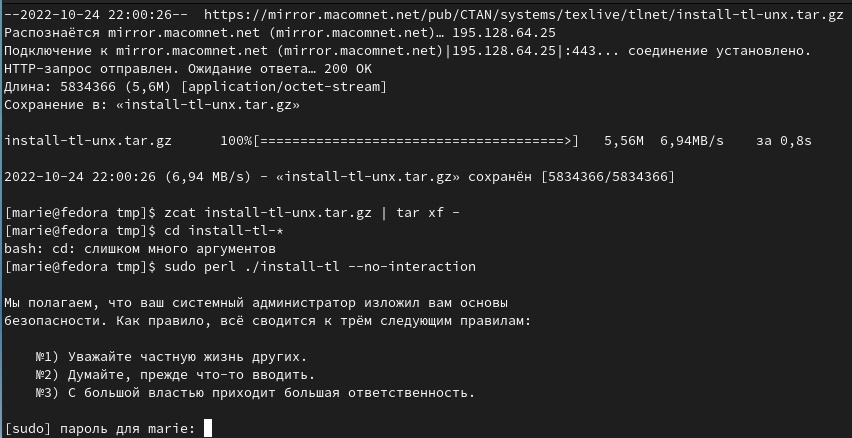 --2022-10-24 22:00:26--  https://mirror.macomnet.net/pub/CTAN/systems/texlive/tlnet/install-tl-unx.tar.gz
Распознаётся mirror.macomnet.net (mirror.macomnet.net)… 195.128.64.25
Подключение к mirror.macomnet.net (mirror.macomnet.net)|195.128.64.25|:443... соединение установлено.
HTTP-запрос отправлен. Ожидание ответа… 200 OK
Длина: 5834366 (5,6M) [application/octet-stream]
Сохранение в: «install-tl-unx.tar.gz»
install-tl-unx.tar.gz      100%[======================================>]   5,56M  6,94MB/s    за 0,8s
2022-10-24 22:00:26 (6,94 MB/s) - «install-tl-unx.tar.gz» сохранён [5834366/5834366]
[marie@fedora tmp]$ zcat install-tl-unx.tar.gz | tar xf -
[marie@fedora tmp]$ cd install-tl-*
bash: cd: слишком много аргументов
[marie@fedora tmp]$ sudo perl ./install-tl --no-interaction
Мы полагаем, что ваш системный администратор изложил вам основы
безопасности. Как правило, всё сводится к трём следующим правилам:
№1) Уважайте частную жизнь других.
№2) Думайте, прежде что-то вводить.
№3) С большой властью приходит большая ответственность.
[sudo] пароль для marie: